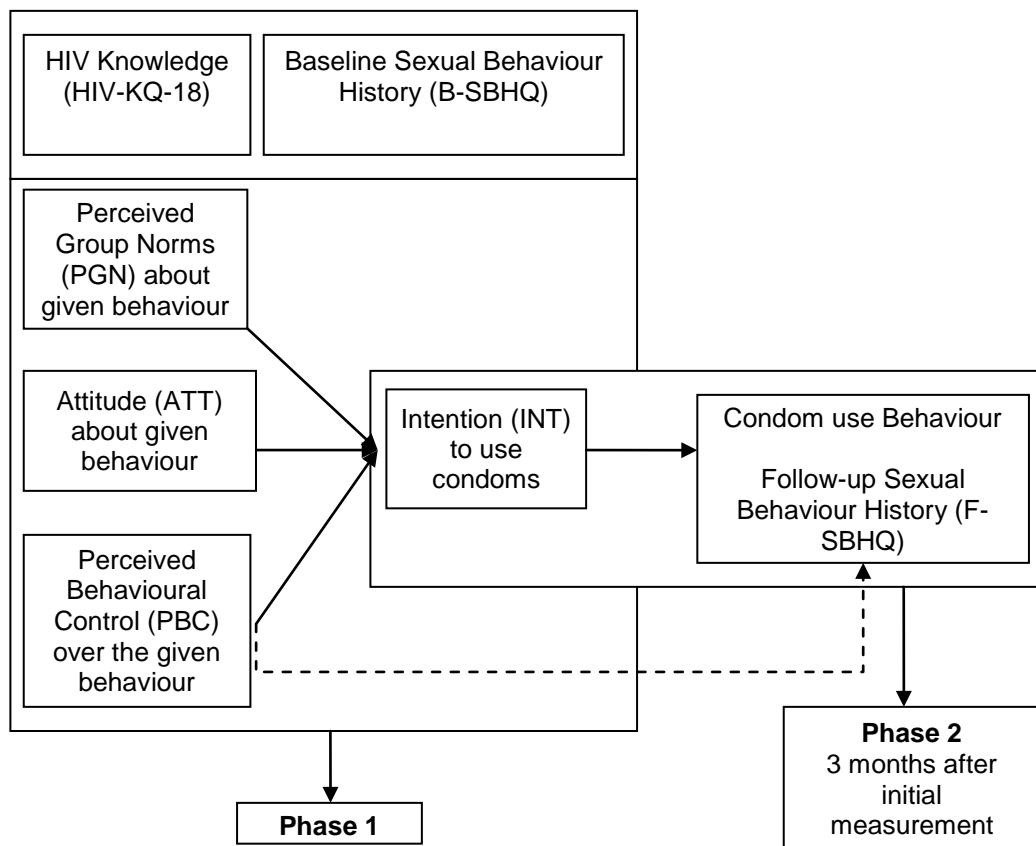 HIV Knowledge
(HIV-KQ-18)
Baseline Sexual Behaviour
History (B-SBHQ)
Perceived
Group Norms
(PGN) about
given behaviour
Attitude (ATT)
about given
behaviour
Perceived
Behavioural
Control (PBC)
over the given
behaviour
Intention (INT)
to use
condoms
Condom use Behaviour
Follow-up Sexual
Behaviour History (F-
SBHQ)
Phase 1
Phase 2
3 months after
initial
measurement